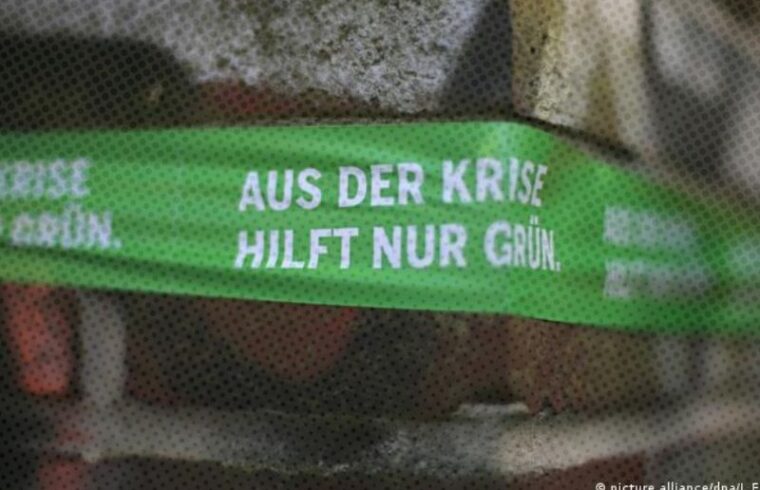 KRISE
GRÜN.
AUS DER KRISE
HILFT NUR GRÜN.
© picture alliance/dpa/J.